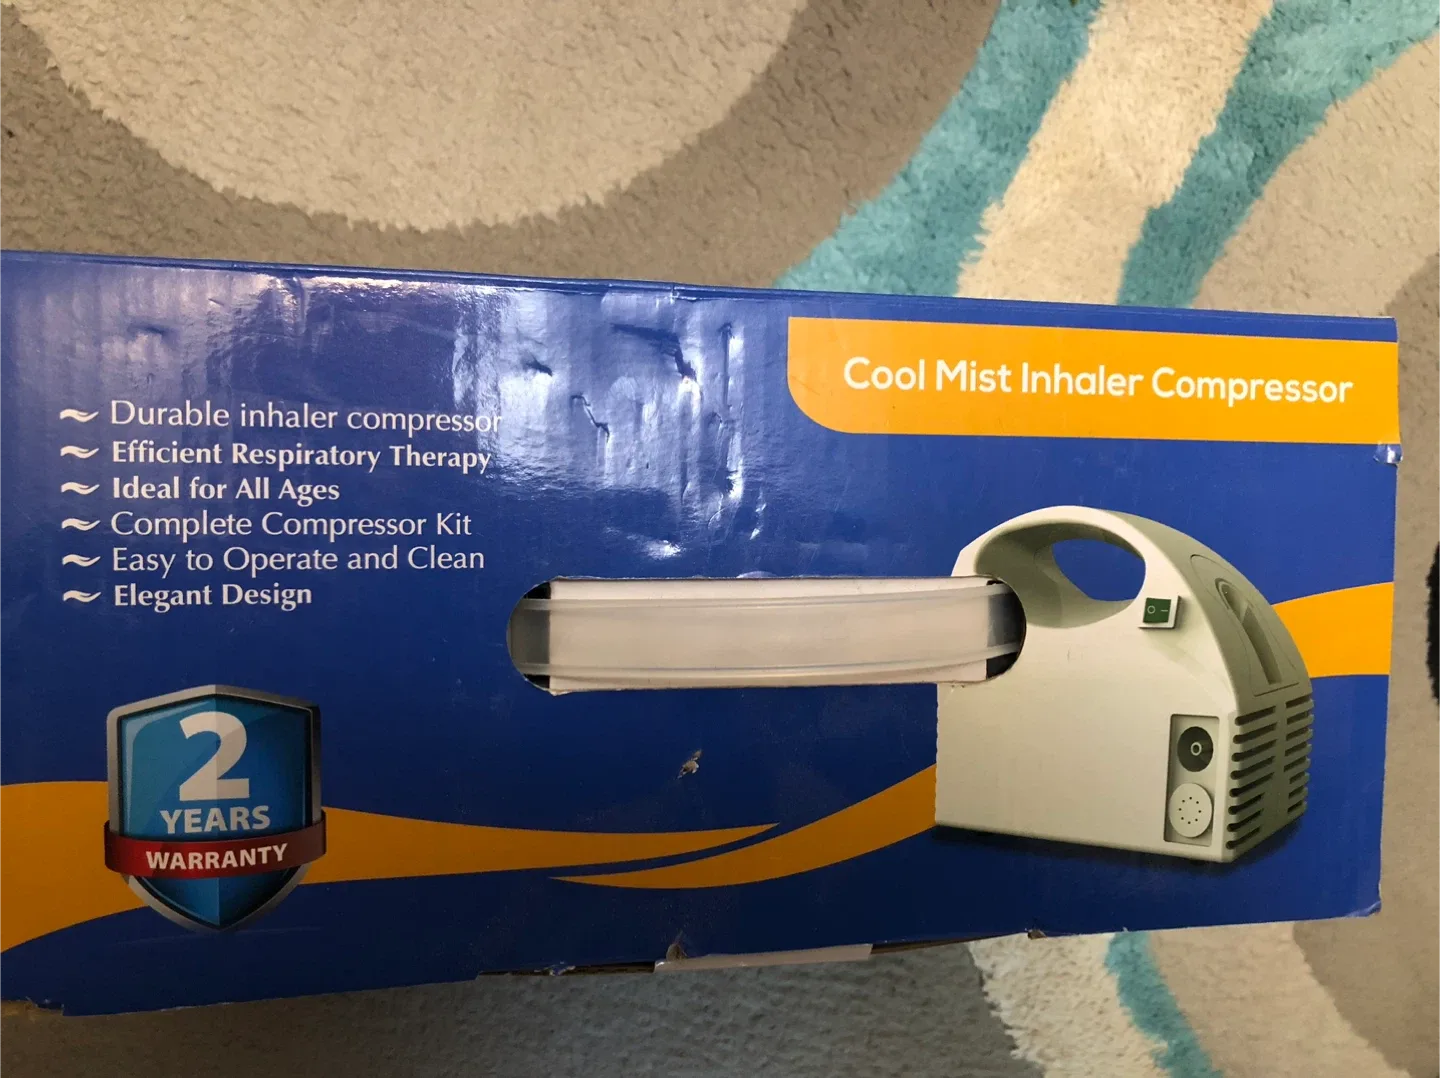 Cool Mist Inhaler Compressor
Durable inhaler compressor
Efficient Respiratory Therapy
Ideal for All Ages
Complete Compressor Kit
Easy to Operate and Clean
Elegant Design
2
YEARS
WARRANTY